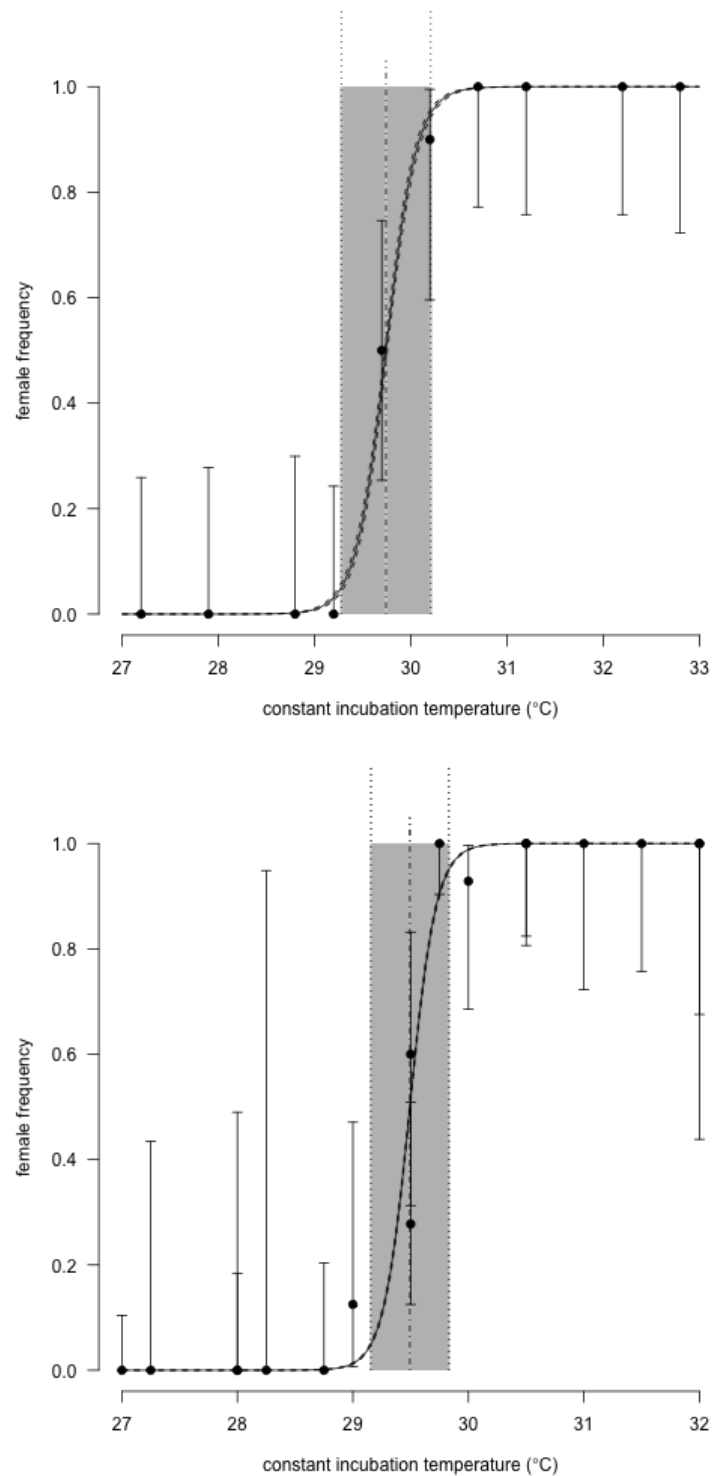 1.0
0.8
0.6
0.4
0.2
0.0
female frequency
27 28 29 30 31 32 33
constant incubation temperature (°C)
1.0
0.8
0.6
0.4
0.2
0.0
female frequency
27 28 29 30 31 32
constant incubation temperature (°C)